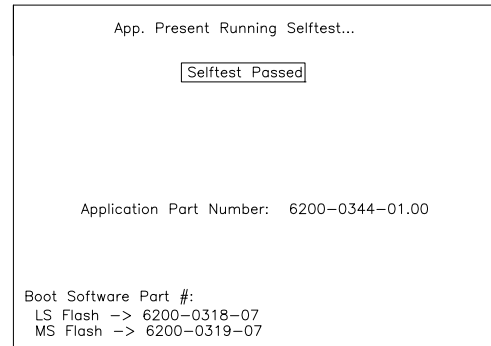 App. Present Running Selftest...
Selftest Passed
Application Part Number: 6200-0344-01.00
Boot Software Part #:
LS Flash -> 6200-0318-07
MS Flash -> 6200-0319-07